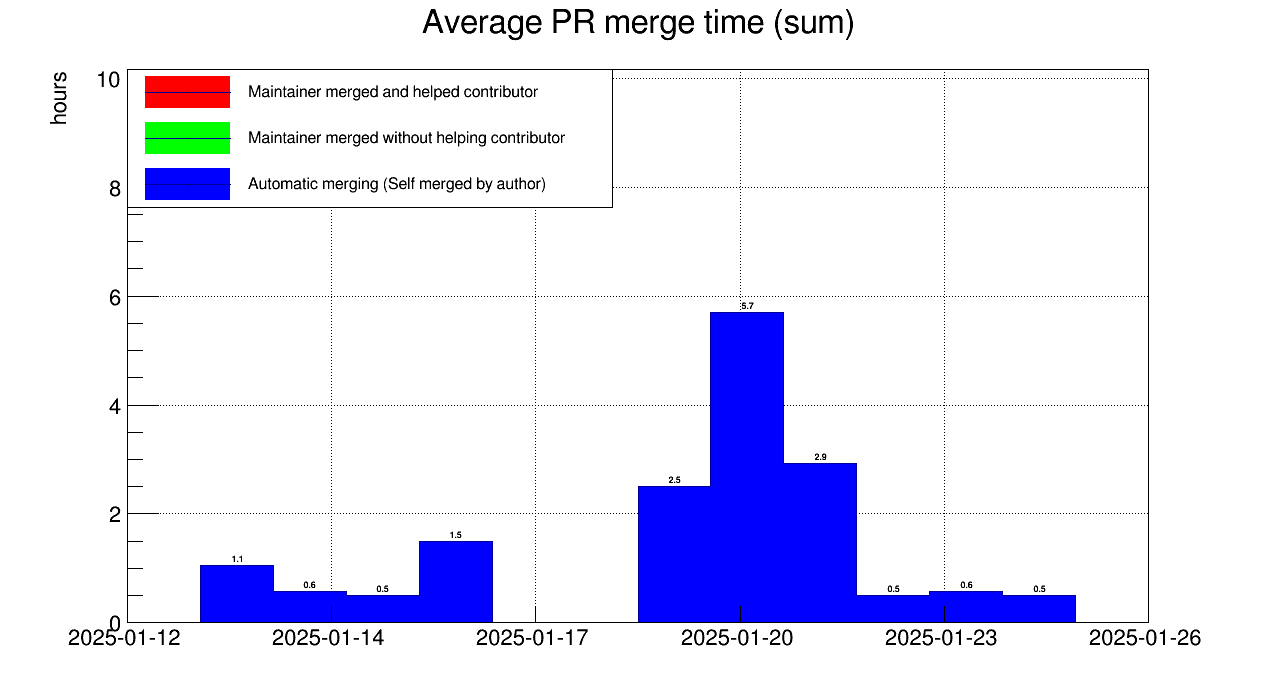 Average PR merge time (sum)
hours
10
8
6
4
2
0
Maintainer merged and helped contributor
Maintainer merged without helping contributor
Automatic merging (Self merged by author)
1.1
0.6
0.5
1.5
2.5
5.7
2.9
0.5
0.6
0.5
2025-01-12 2025-01-14 2025-01-17 2025-01-20 2025-01-23 2025-01-26